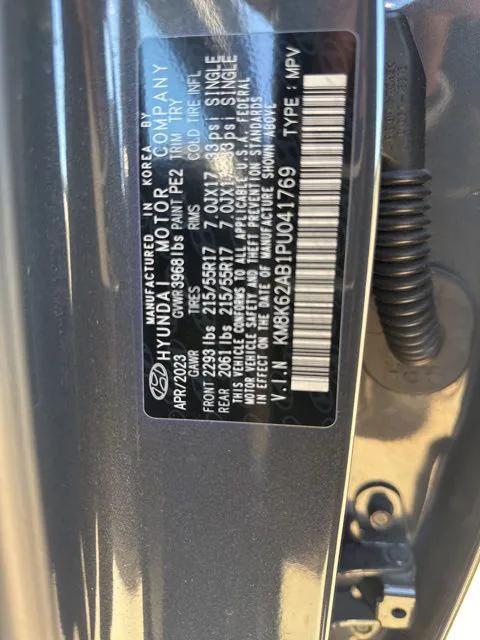 MANUFACTURED IN KOREA BY
HYUNDAI MOTOR COMPANY
APR/2023 GVWR 3968lbs PAINT PE2 TRIM TRY
GAWR TIRES RIMS COLD TIRE INFL
FRONT 2293 lbs 215/55R17 7.0JX17 33psi SINGLE
REAR 2061 lbs 215/55R17 7.0JX17 33psi SINGLE
THIS VEHICLE CONFORMS TO ALL APPLICABLE U.S.A. FEDERAL
MOTOR VEHICLE SAFETY AND THEFT PREVENTION STANDARDS
IN EFFECT ON THE DATE OF MANUFACTURE SHOWN ABOVE
V.I.N KM8K62AB1PU041769 TYPE : MPV